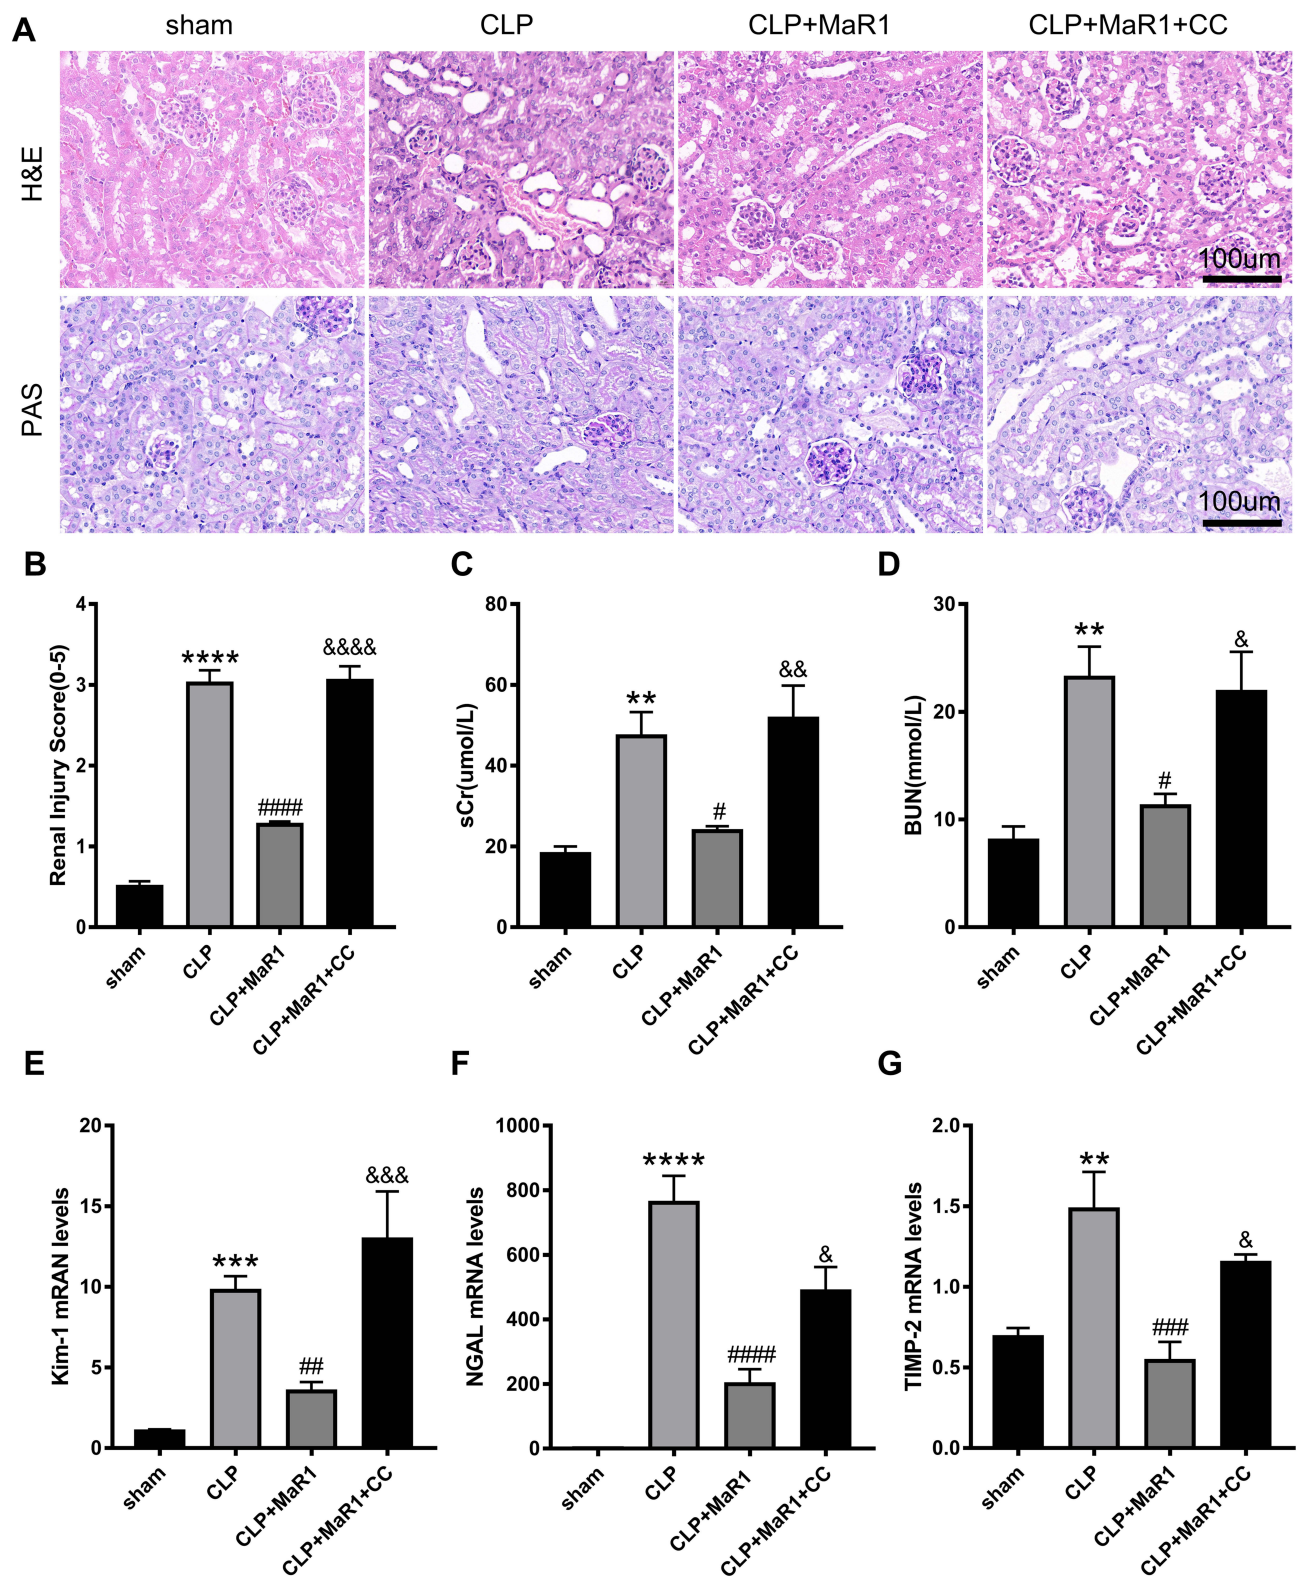 A
sham
CLP
CLP+MaR1
CLP+MaR1+CC
H&E
100um
PAS
100um
B
Renal Injury Score(0-5)
4
3
2
1
0
****
####
&&&&
sham
CLP
CLP+MaR1
CLP+MaR1+CC
C
sCr(umol/L)
80
60
40
20
0
**
#
&&
sham
CLP
CLP+MaR1
CLP+MaR1+CC
D
BUN(mmol/L)
30
20
10
0
**
#
&
sham
CLP
CLP+MaR1
CLP+MaR1+CC
E
Kim-1 mRAN levels
20
15
10
5
0
***
##
&&&
sham
CLP
CLP+MaR1
CLP+MaR1+CC
F
NGAL mRNA levels
1000
800
600
400
200
0
****
####
&
sham
CLP
CLP+MaR1
CLP+MaR1+CC
G
TIMP-2 mRNA levels
2.0
1.5
1.0
0.5
0.0
**
###
&
sham
CLP
CLP+MaR1
CLP+MaR1+CC